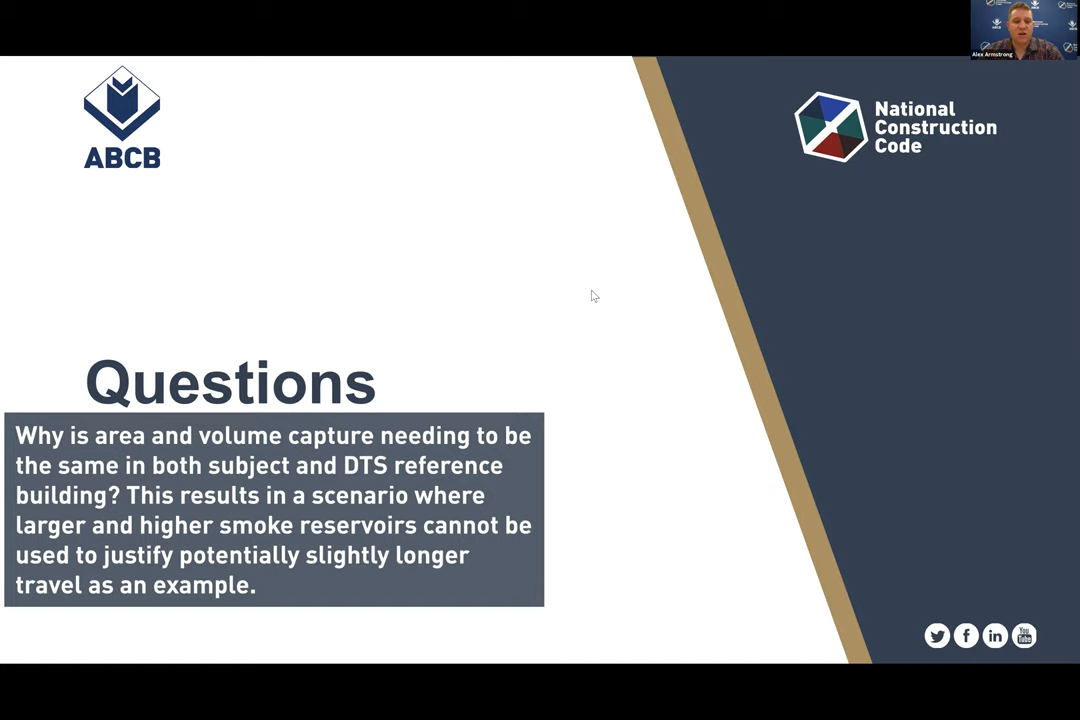 Alex Armstrong
ABCB
National
Construction
Code
Questions
Why is area and volume capture needing to be
the same in both subject and DTS reference
building? This results in a scenario where
larger and higher smoke reservoirs cannot be
used to justify potentially slightly longer
travel as an example.
You
Tube